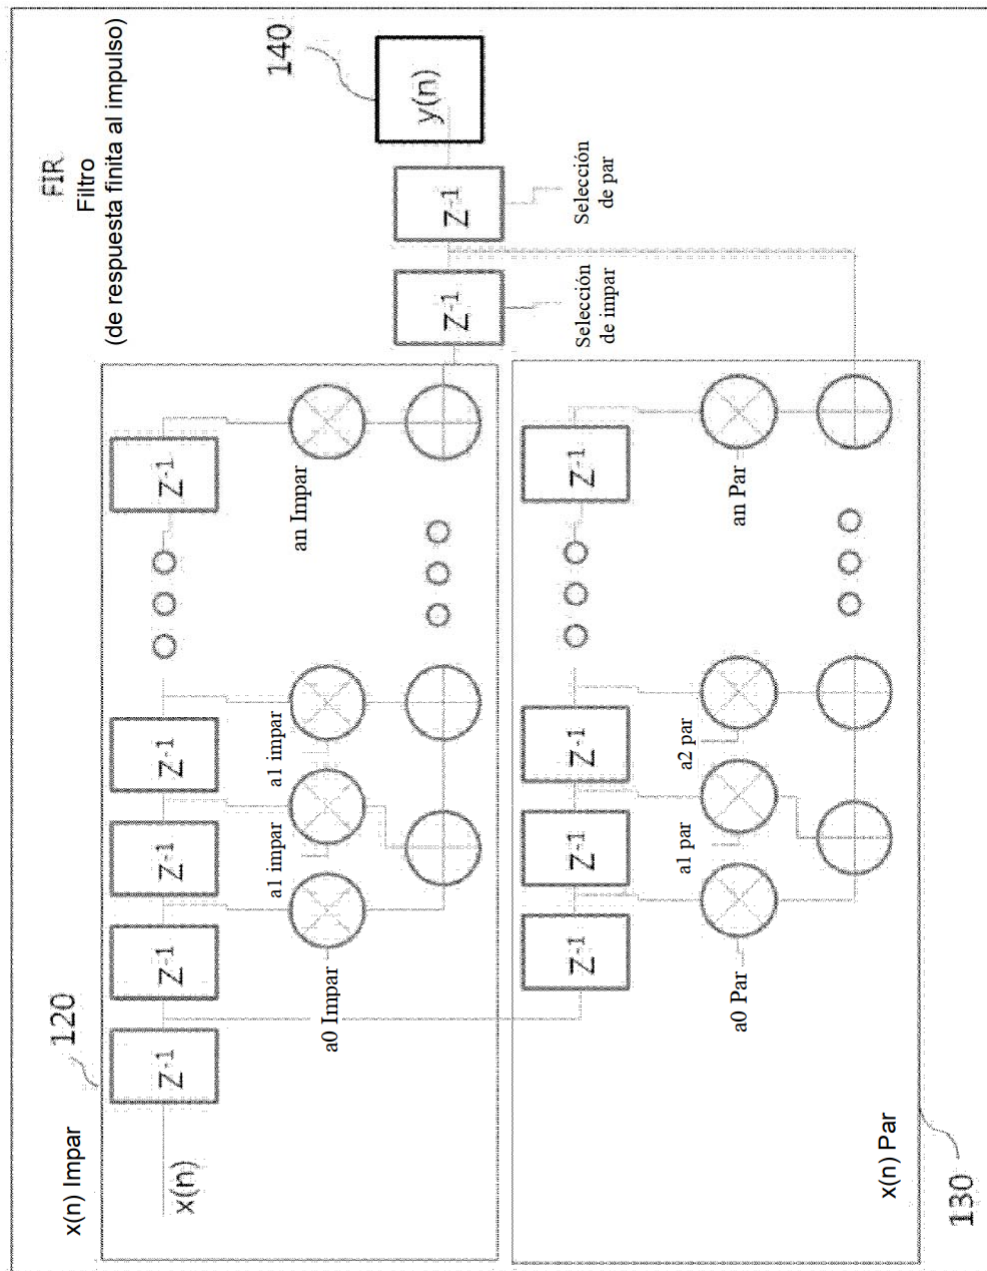 FIR
Filtro
(de respuesta finita al impulso)
x(n) Impar
120
x(n)
Z-1
Z-1
Z-1
Z-1
Z-1
a0 Impar
a1 impar
a1 impar
an Impar
Z-1
Selección
de impar
Z-1
Selección
de par
y(n)
140
x(n) Par
130
Z-1
Z-1
Z-1
Z-1
a0 Par
a1 par
a2 par
an Par